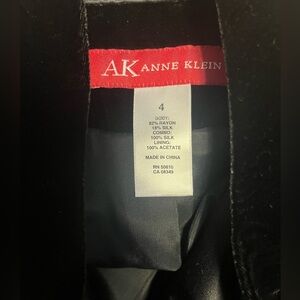 AK ANNE KLEIN
4
BODY:
82% RAYON
18% SILK
COMBO:
100% SILK
LINING:
100% ACETATE
MADE IN CHINA
RN 50810
CA 08349